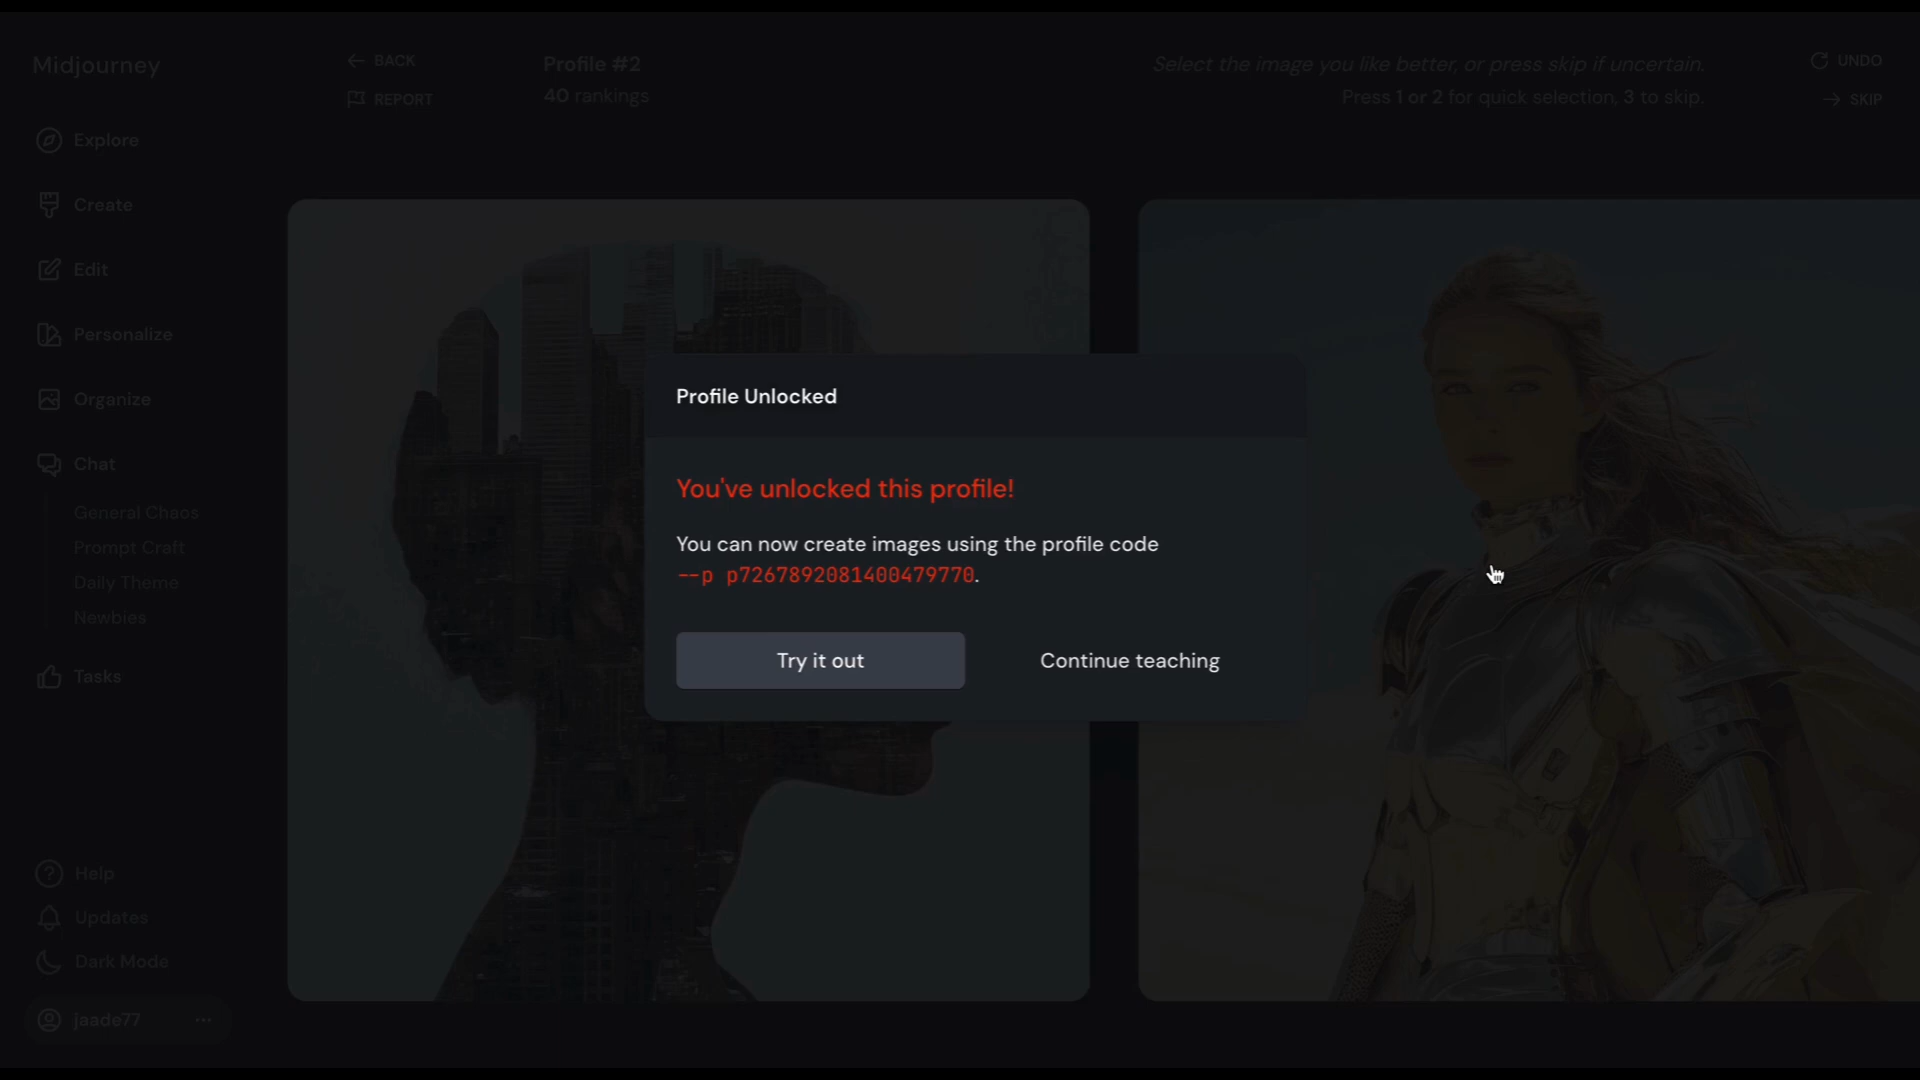 Midjourney
BACK
REPORT
Profile #2
40 rankings
Select the image you like better, or press skip if uncertain.
Press 1 or 2 for quick selection, 3 to skip.
UNDO
SKIP
Explore
Create
Edit
Personalize
Organize
Chat
General Chaos
Prompt Craft
Daily Theme
Newbies
Tasks
Help
Updates
Dark Mode
jaade77 ...
Profile Unlocked
You've unlocked this profile!
You can now create images using the profile code
--p p7267892081400479770.
Try it out
Continue teaching